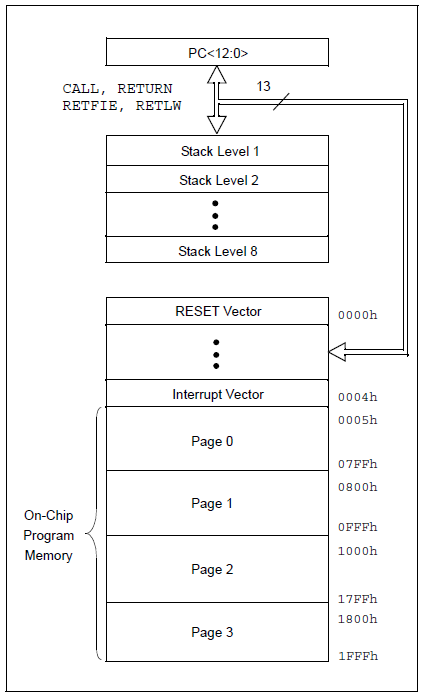 PC<12:0>
CALL, RETURN
RETFIE, RETLW
13
Stack Level 1
Stack Level 2
Stack Level 8
RESET Vector
0000h
Interrupt Vector
0004h
0005h
Page 0
07FFh
0800h
Page 1
0FFFh
On-Chip
Program
Memory
1000h
Page 2
17FFh
1800h
Page 3
1FFFh